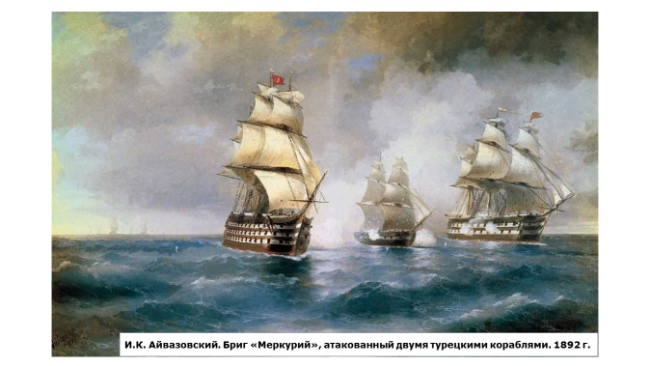 И.К. Айвазовский. Бриг «Меркурий», атакованный двумя турецкими кораблями. 1892 г.